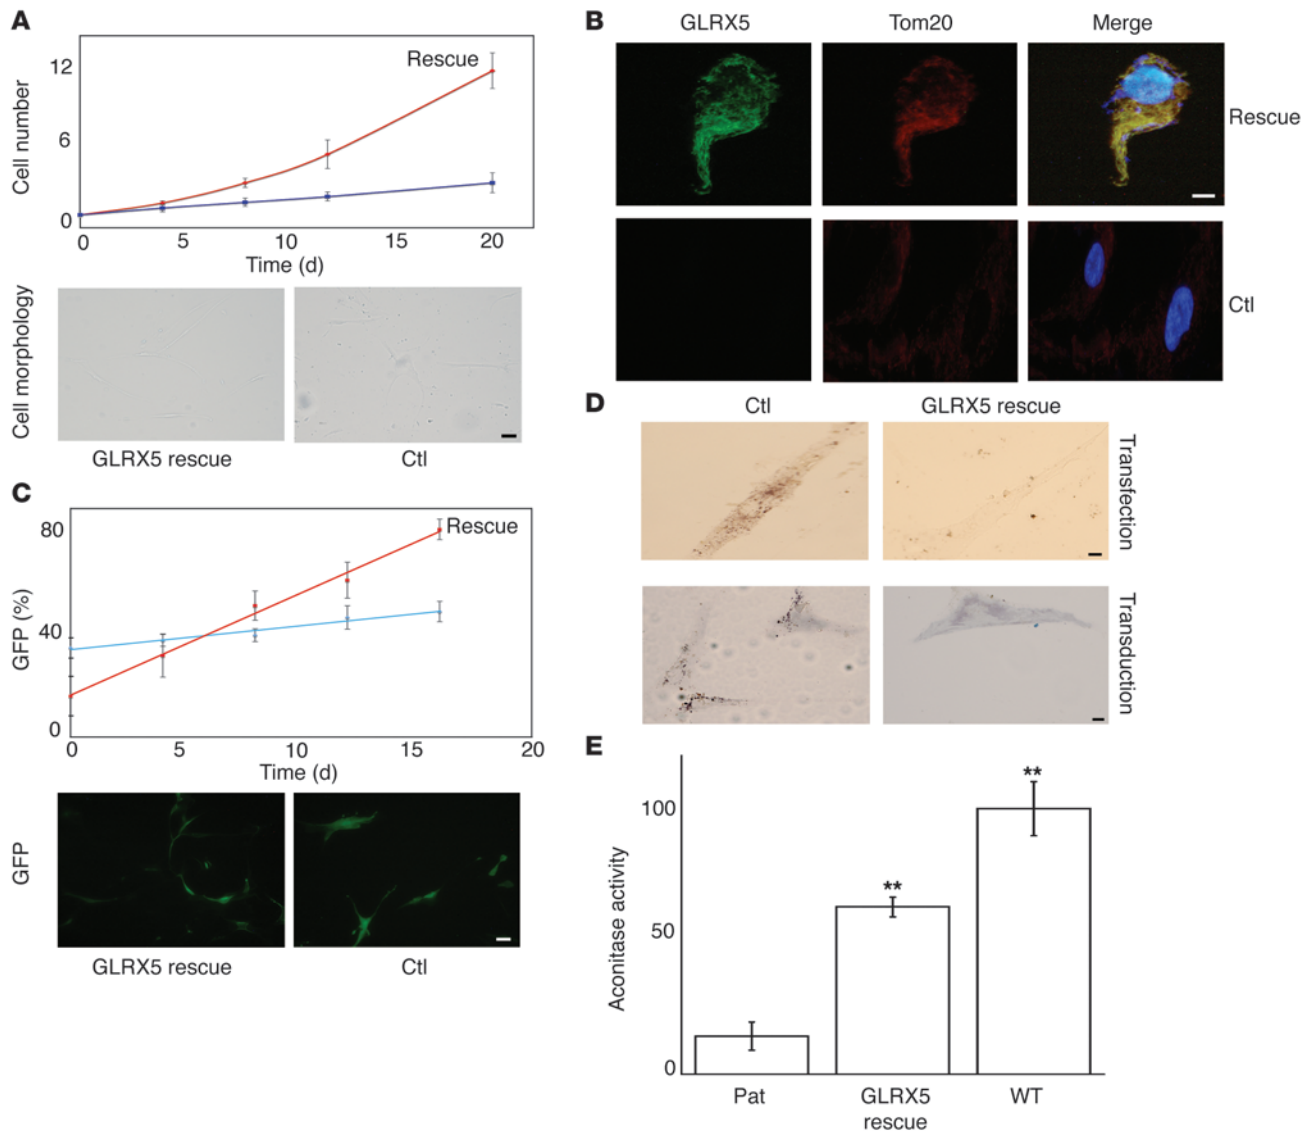 A
Cell number
12
6
0
Rescue
0 5 10 15 20
Time (d)
Cell morphology
GLRX5 rescue Ctl
B
GLRX5 Tom20 Merge
Rescue
Ctl
C
GFP (%)
80
40
0
Rescue
0 5 10 15 20
Time (d)
GFP
GLRX5 rescue Ctl
D
Ctl GLRX5 rescue
Transfection
Transduction
E
Aconitase activity
100
50
0
**
**
Pat GLRX5 WT
rescue